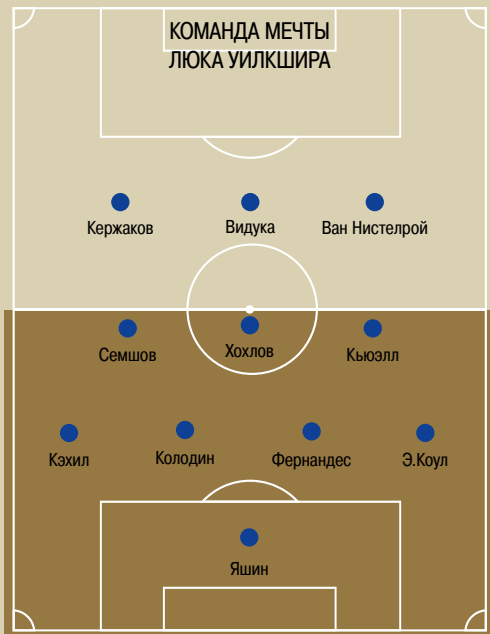 КОМАНДА МЕЧТЫ
ЛЮКА УИЛКШИРА
Кержаков Видука Ван Нистелрой
Семшов Хохлов Кьюэлл
Кэхил Колодин Фернандес Э.Коул
Яшин